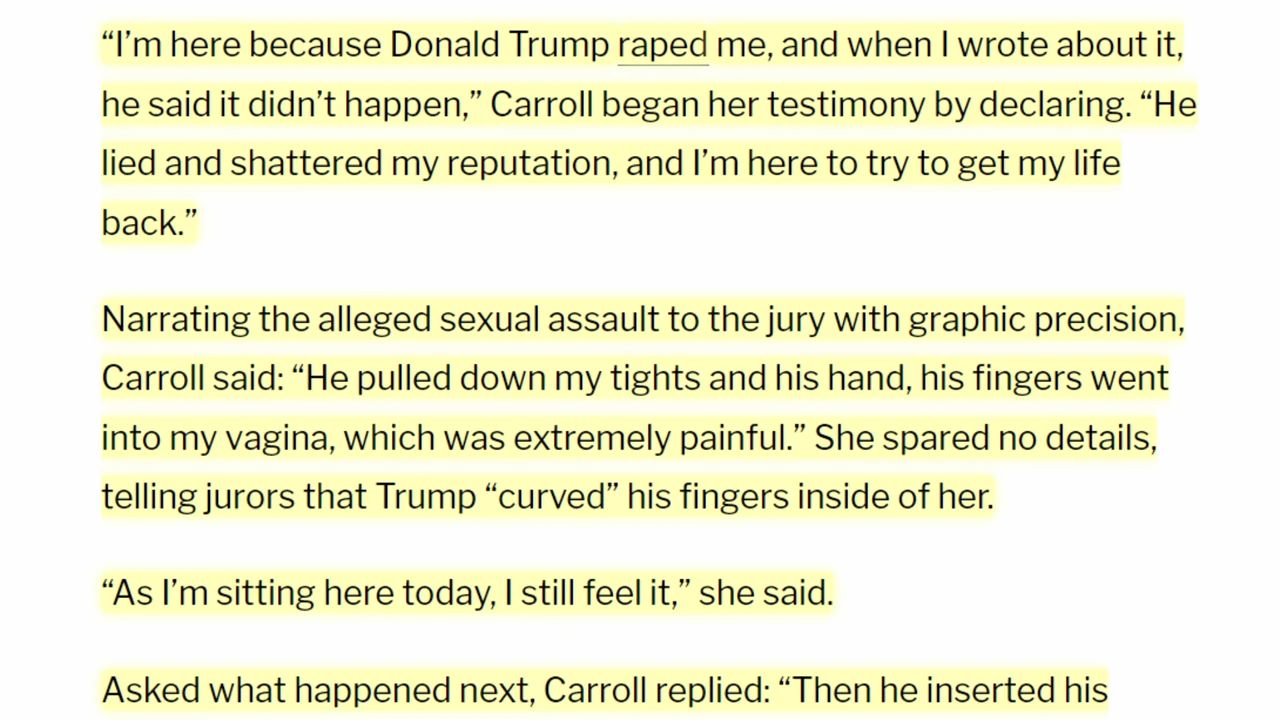 “I’m here because Donald Trump raped me, and when I wrote about it,
he said it didn’t happen,” Carroll began her testimony by declaring. “He
lied and shattered my reputation, and I’m here to try to get my life
back.”
Narrating the alleged sexual assault to the jury with graphic precision,
Carroll said: “He pulled down my tights and his hand, his fingers went
into my vagina, which was extremely painful.” She spared no details,
telling jurors that Trump “curved” his fingers inside of her.
“As I’m sitting here today, I still feel it,” she said.
Asked what happened next, Carroll replied: “Then he inserted his